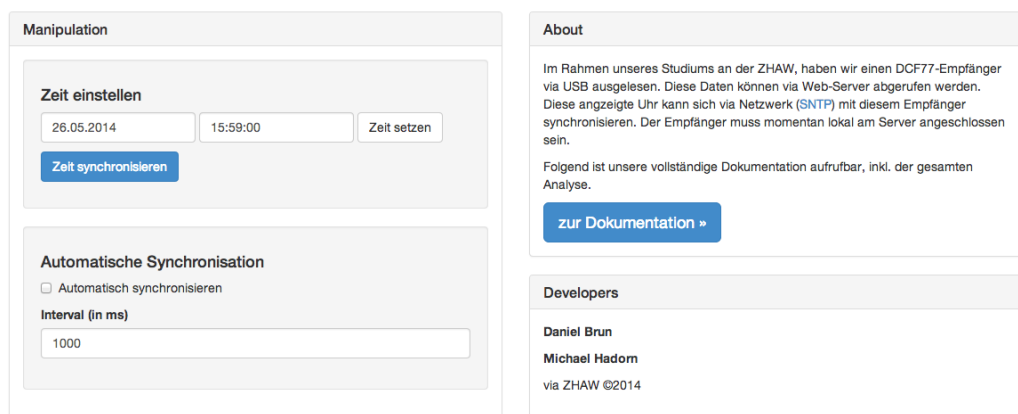 Manipulation
Zeit einstellen
26.05.2014
15:59:00
Zeit setzen
Zeit synchronisieren
Automatische Synchronisation
Automatisch synchronisieren
Interval (in ms)
1000
About
Im Rahmen unseres Studiums an der ZHAW, haben wir einen DCF77-Empfänger
via USB ausgelesen. Diese Daten können via Web-Server abgerufen werden.
Diese angzeigte Uhr kann sich via Netzwerk (SNTP) mit diesem Empfänger
synchronisieren. Der Empfänger muss momentan lokal am Server angeschlossen
sein.
Folgend ist unsere vollständige Dokumentation aufrufbar, inkl. der gesamten
Analyse.
zur Dokumentation »
Developers
Daniel Brun
Michael Hadorn
via ZHAW ©2014